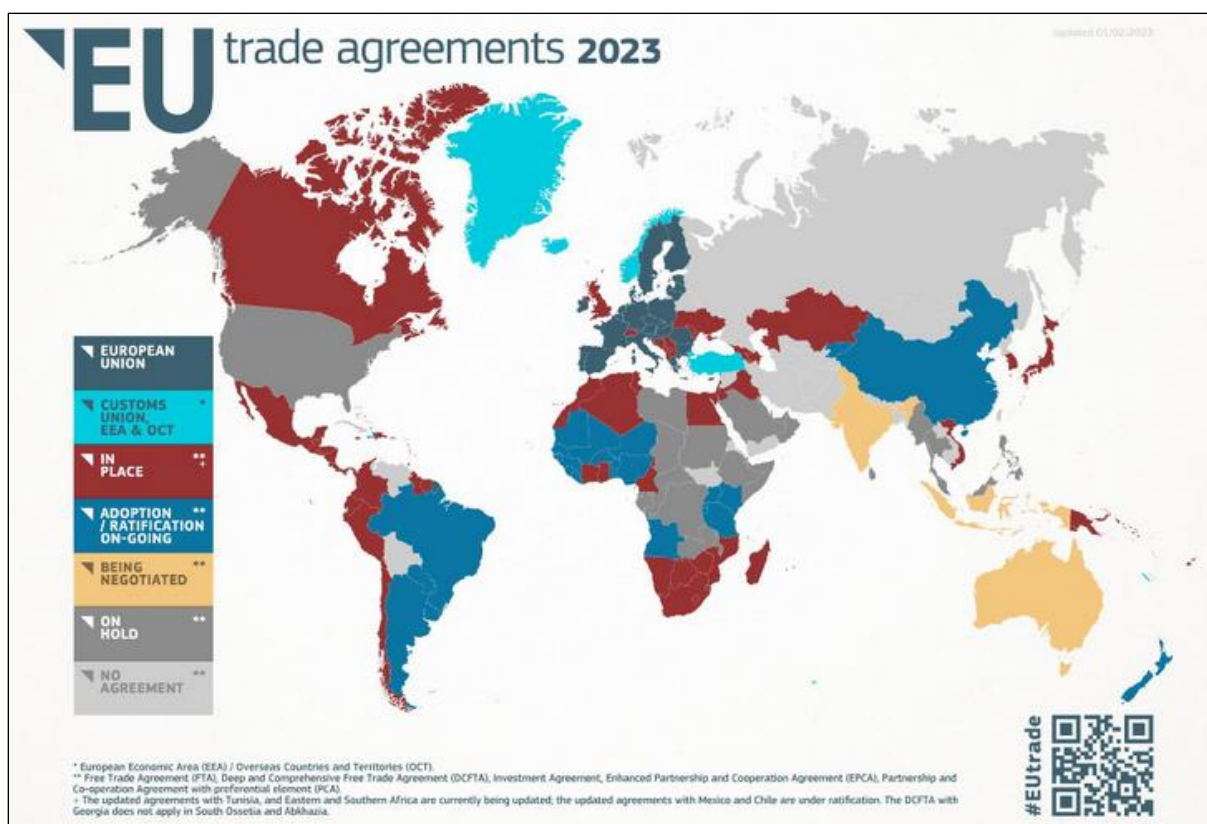 EU trade agreements 2023
updated 01/02/2023
EUROPEAN
UNION
CUSTOMS *
UNION,
EEA & OCT
IN **
PLACE +
ADOPTION **
/ RATIFICATION
ON-GOING
BEING **
NEGOTIATED
ON **
HOLD
NO **
AGREEMENT
#EUtrade
* European Economic Area (EEA) / Overseas Countries and Territories (OCT).
** Free Trade Agreement (FTA), Deep and Comprehensive Free Trade Agreement (DCFTA), Investment Agreement, Enhanced Partnership and Cooperation Agreement (EPCA), Partnership and
Co-operation Agreement with preferential element (PCA).
+ The updated agreements with Tunisia, and Eastern and Southern Africa are currently being updated; the updated agreements with Mexico and Chile are under ratification. The DCFTA with
Georgia does not apply in South Ossetia and Abkhazia.